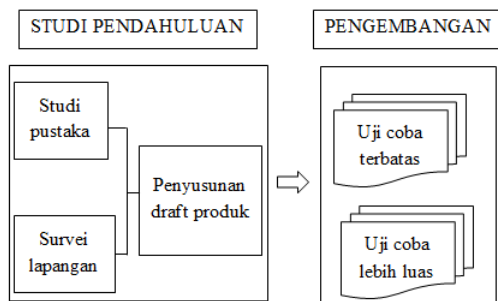 STUDI PENDAHULUAN
Studi
pustaka
Survei
lapangan
Penyusunan
draft produk
PENGEMBANGAN
Uji coba
terbatas
Uji coba
lebih luas